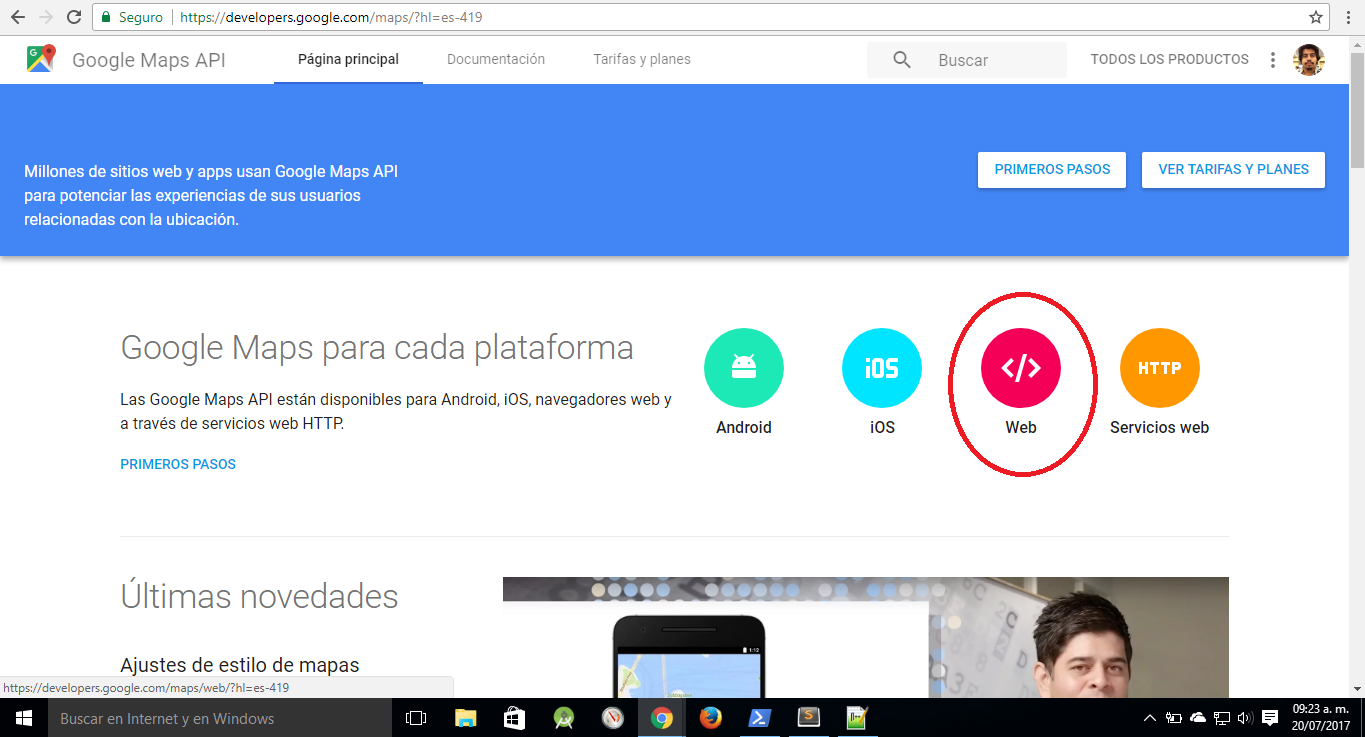 Seguro
https://developers.google.com/maps/?hl=es-419
G
Google Maps API
Página principal
Documentación
Tarifas y planes
Buscar
TODOS LOS PRODUCTOS
Millones de sitios web y apps usan Google Maps API
para potenciar las experiencias de sus usuarios
relacionadas con la ubicación.
PRIMEROS PASOS
VER TARIFAS Y PLANES
Google Maps para cada plataforma
Las Google Maps API están disponibles para Android, iOS, navegadores web y
a través de servicios web HTTP.
PRIMEROS PASOS
iOS
</>
HTTP
Android
iOS
Web
Servicios web
Últimas novedades
Ajustes de estilo de mapas
1:12
https://developers.google.com/maps/web/?hl=es-419
Buscar en Internet y en Windows
S
09:23 a. m.
20/07/2017